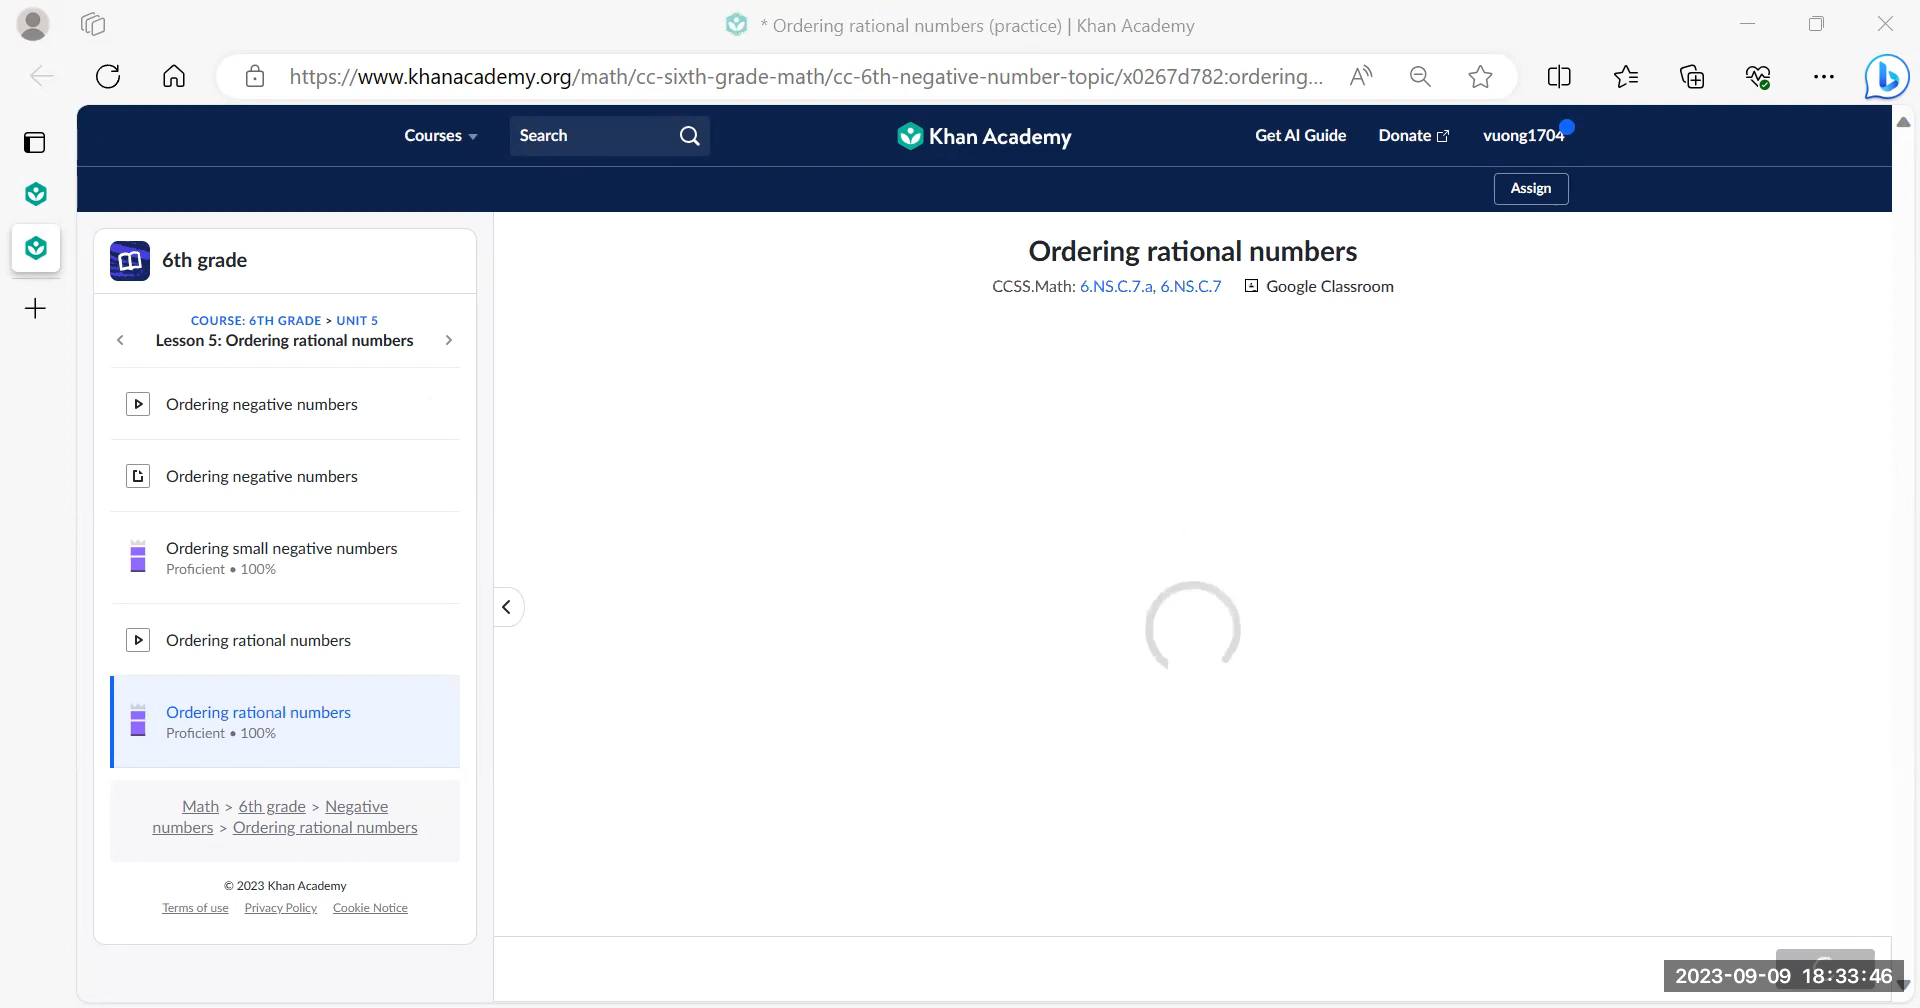 * Ordering rational numbers (practice) | Khan Academy
https://www.khanacademy.org/math/cc-sixth-grade-math/cc-6th-negative-number-topic/x0267d782:ordering...
Courses
Search
Khan Academy
Get AI Guide
Donate
vuong1704
Assign
6th grade
COURSE: 6TH GRADE > UNIT 5
Lesson 5: Ordering rational numbers
Ordering negative numbers
Ordering negative numbers
Ordering small negative numbers
Proficient • 100%
Ordering rational numbers
Ordering rational numbers
Proficient • 100%
Math > 6th grade > Negative
numbers > Ordering rational numbers
© 2023 Khan Academy
Terms of use Privacy Policy Cookie Notice
Ordering rational numbers
CCSS.Math: 6.NS.C.7.a, 6.NS.C.7 Google Classroom
2023-09-09 18:33:46